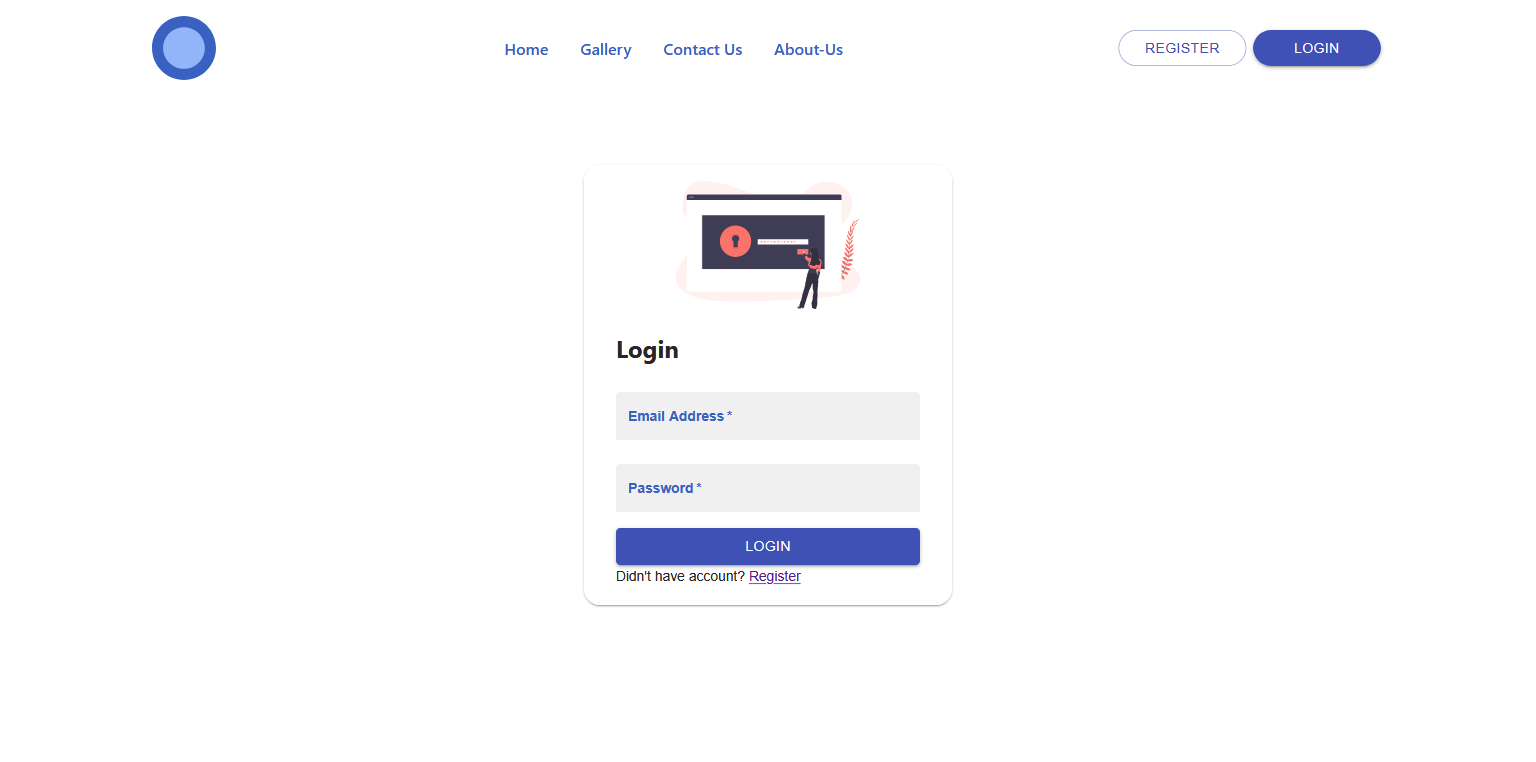 Home Gallery Contact Us About-Us REGISTER LOGIN
Login
Email Address *
Password *
LOGIN
Didn't have account? Register